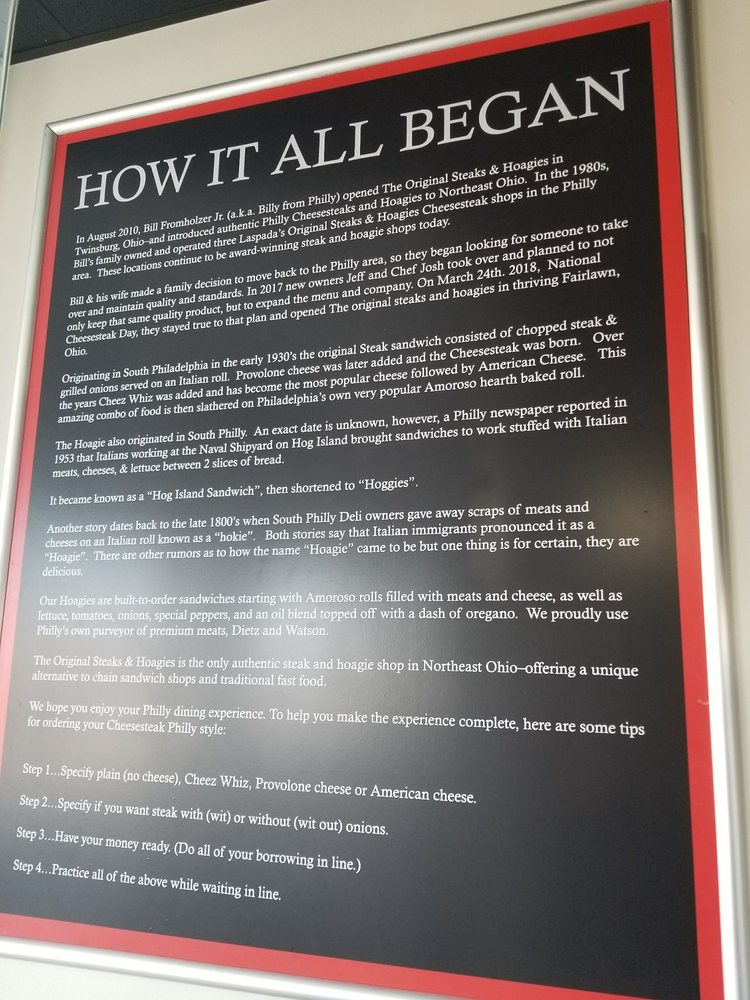 HOW IT ALL BEGAN
In August 2010, Bill Fromholzer Jr. (a.k.a. Billy from Philly) opened The Original Steaks & Hoagies in
Twinsburg, Ohio–and introduced authentic Philly Cheesesteaks and Hoagies to Northeast Ohio. In the 1980s,
Bill's family owned and operated three Laspada's Original Steaks & Hoagies Cheesesteak shops in the Philly
area. These locations continue to be award-winning steak and hoagie shops today.
Bill & his wife made a family decision to move back to the Philly area, so they began looking for someone to take
over and maintain quality and standards. In 2017 new owners Jeff and Chef Josh took over and planned to not
only keep that same quality product, but to expand the menu and company. On March 24th. 2018, National
Cheesesteak Day, they stayed true to that plan and opened The original steaks and hoagies in thriving Fairlawn,
Ohio.
Originating in South Philadelphia in the early 1930's the original Steak sandwich consisted of chopped steak &
grilled onions served on an Italian roll. Provolone cheese was later added and the Cheesesteak was born. Over
the years Cheez Whiz was added and has become the most popular cheese followed by American Cheese. This
amazing combo of food is then slathered on Philadelphia's own very popular Amoroso hearth baked roll.
The Hoagie also originated in South Philly. An exact date is unknown, however, a Philly newspaper reported in
1953 that Italians working at the Naval Shipyard on Hog Island brought sandwiches to work stuffed with Italian
meats, cheeses, & lettuce between 2 slices of bread.
It became known as a “Hog Island Sandwich”, then shortened to “Hoggies”.
Another story dates back to the late 1800's when South Philly Deli owners gave away scraps of meats and
cheeses on an Italian roll known as a “hokie”. Both stories say that Italian immigrants pronounced it as a
“Hoagie”. There are other rumors as to how the name “Hoagie” came to be but one thing is for certain, they are
delicious.
Our Hoagies are built-to-order sandwiches starting with Amoroso rolls filled with meats and cheese, as well as
lettuce, tomatoes, onions, special peppers, and an oil blend topped off with a dash of oregano. We proudly use
Philly's own purveyor of premium meats, Dietz and Watson.
The Original Steaks & Hoagies is the only authentic steak and hoagie shop in Northeast Ohio–offering a unique
alternative to chain sandwich shops and traditional fast food.
We hope you enjoy your Philly dining experience. To help you make the experience complete, here are some tips
for ordering your Cheesesteak Philly style:
Step 1...Specify plain (no cheese), Cheez Whiz, Provolone cheese or American cheese.
Step 2...Specify if you want steak with (wit) or without (wit out) onions.
Step 3...Have your money ready. (Do all of your borrowing in line.)
Step 4...Practice all of the above while waiting in line.